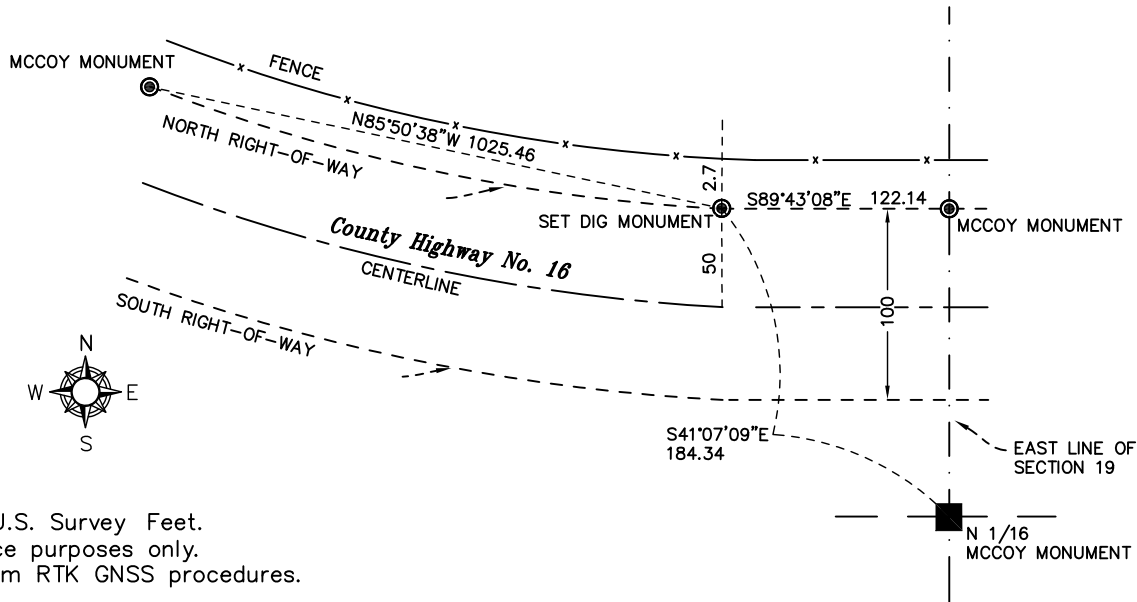 MCCOY MONUMENT
FENCE
N85°50'38"W 1025.46
NORTH RIGHT-OF-WAY
2.7
S89°43'08"E 122.14
SET DIG MONUMENT
MCCOY MONUMENT
County Highway No. 16
CENTERLINE
50
100
SOUTH RIGHT-OF-WAY
N
W
E
S
S41°07'09"E
184.34
EAST LINE OF
SECTION 19
N 1/16
MCCOY MONUMENT
U.S. Survey Feet.
ce purposes only.
m RTK GNSS procedures.